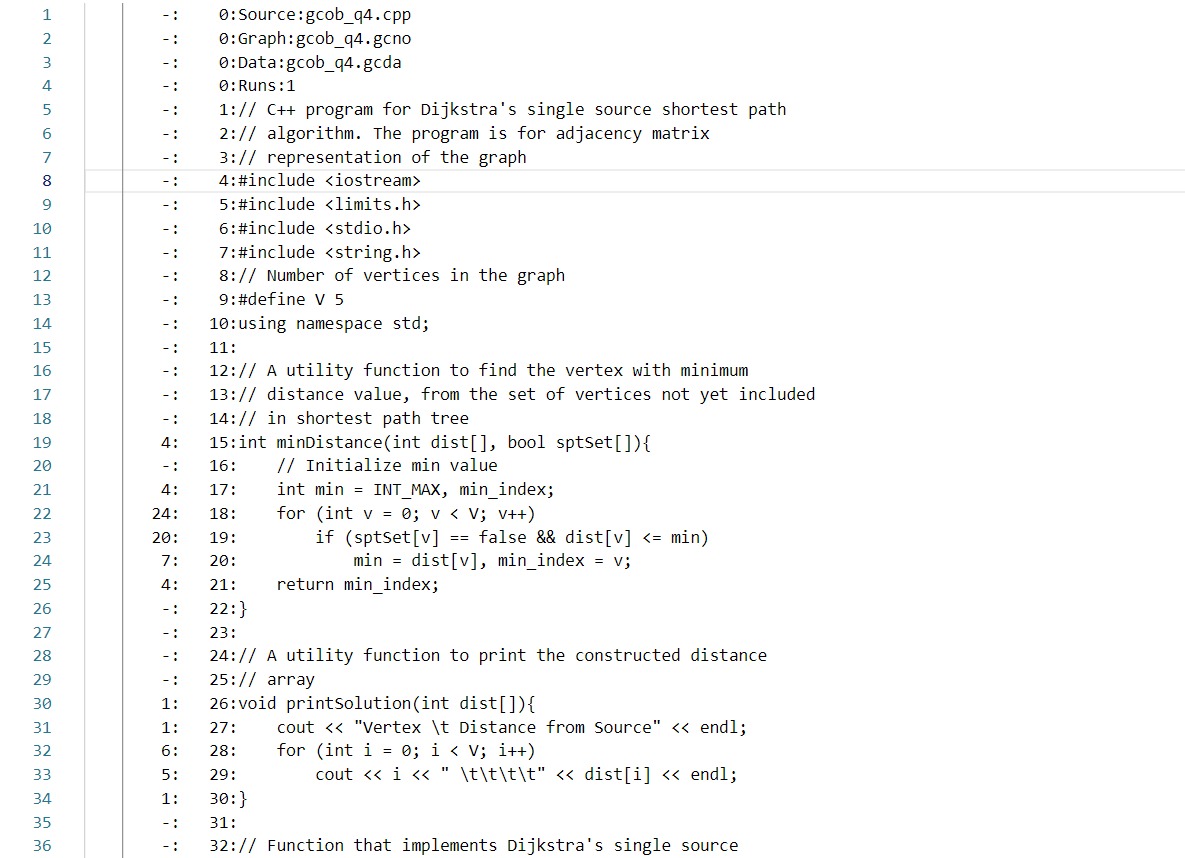 1 -: 0:Source:gcob_q4.cpp
2 -: 0:Graph:gcob_q4.gcno
3 -: 0:Data:gcob_q4.gcda
4 -: 0:Runs:1
5 -: 1:// C++ program for Dijkstra's single source shortest path
6 -: 2:// algorithm. The program is for adjacency matrix
7 -: 3:// representation of the graph
8 -: 4:#include <iostream>
9 -: 5:#include <limits.h>
10 -: 6:#include <stdio.h>
11 -: 7:#include <string.h>
12 -: 8:// Number of vertices in the graph
13 -: 9:#define V 5
14 -: 10:using namespace std;
15 -: 11:
16 -: 12:// A utility function to find the vertex with minimum
17 -: 13:// distance value, from the set of vertices not yet included
18 -: 14:// in shortest path tree
19 4: 15:int minDistance(int dist[], bool sptSet[]){
20 -: 16:    // Initialize min value
21 4: 17:    int min = INT_MAX, min_index;
22 24: 18:    for (int v = 0; v < V; v++)
23 20: 19:        if (sptSet[v] == false && dist[v] <= min)
24 7: 20:            min = dist[v], min_index = v;
25 4: 21:    return min_index;
26 -: 22:}
27 -: 23:
28 -: 24:// A utility function to print the constructed distance
29 -: 25:// array
30 1: 26:void printSolution(int dist[]){
31 1: 27:    cout << "Vertex \t Distance from Source" << endl;
32 6: 28:    for (int i = 0; i < V; i++)
33 5: 29:        cout << i << " \t\t\t\t" << dist[i] << endl;
34 1: 30:}
35 -: 31:
36 -: 32:// Function that implements Dijkstra's single source